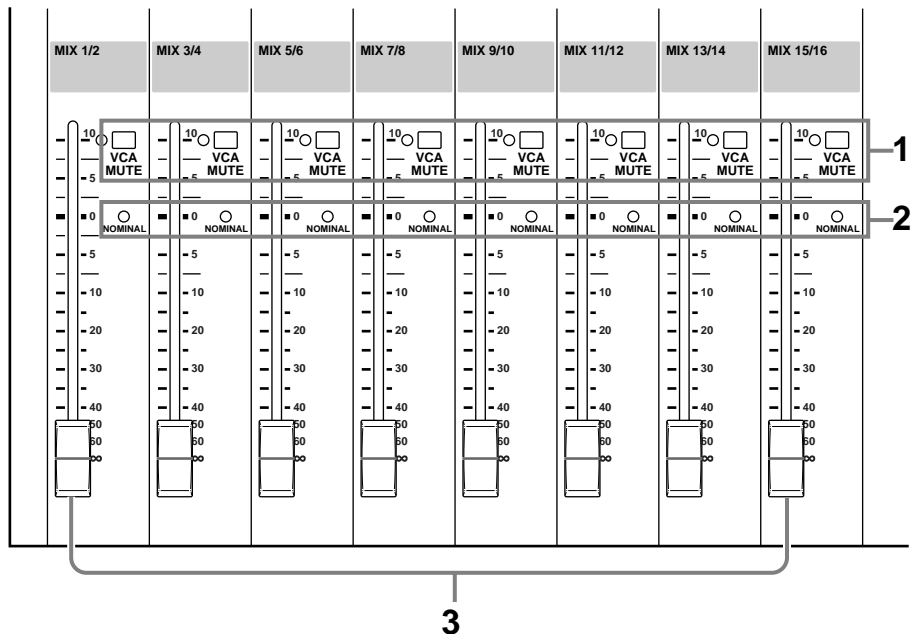 MIX 1/2 MIX 3/4 MIX 5/6 MIX 7/8 MIX 9/10 MIX 11/12 MIX 13/14 MIX 15/16
10 10 10 10 10 10 10 10
1
VCA VCA VCA VCA VCA VCA VCA VCA
MUTE MUTE MUTE MUTE MUTE MUTE MUTE MUTE
5 5 5 5 5 5 5 5
0 0 0 0 0 0 0 0
2
NOMINAL NOMINAL NOMINAL NOMINAL NOMINAL NOMINAL NOMINAL NOMINAL
5 5 5 5 5 5 5 5
10 10 10 10 10 10 10 10
20 20 20 20 20 20 20 20
30 30 30 30 30 30 30 30
40 40 40 40 40 40 40 40
50 50 50 50 50 50 50 50
60 60 60 60 60 60 60 60
∞ ∞ ∞ ∞ ∞ ∞ ∞ ∞
3